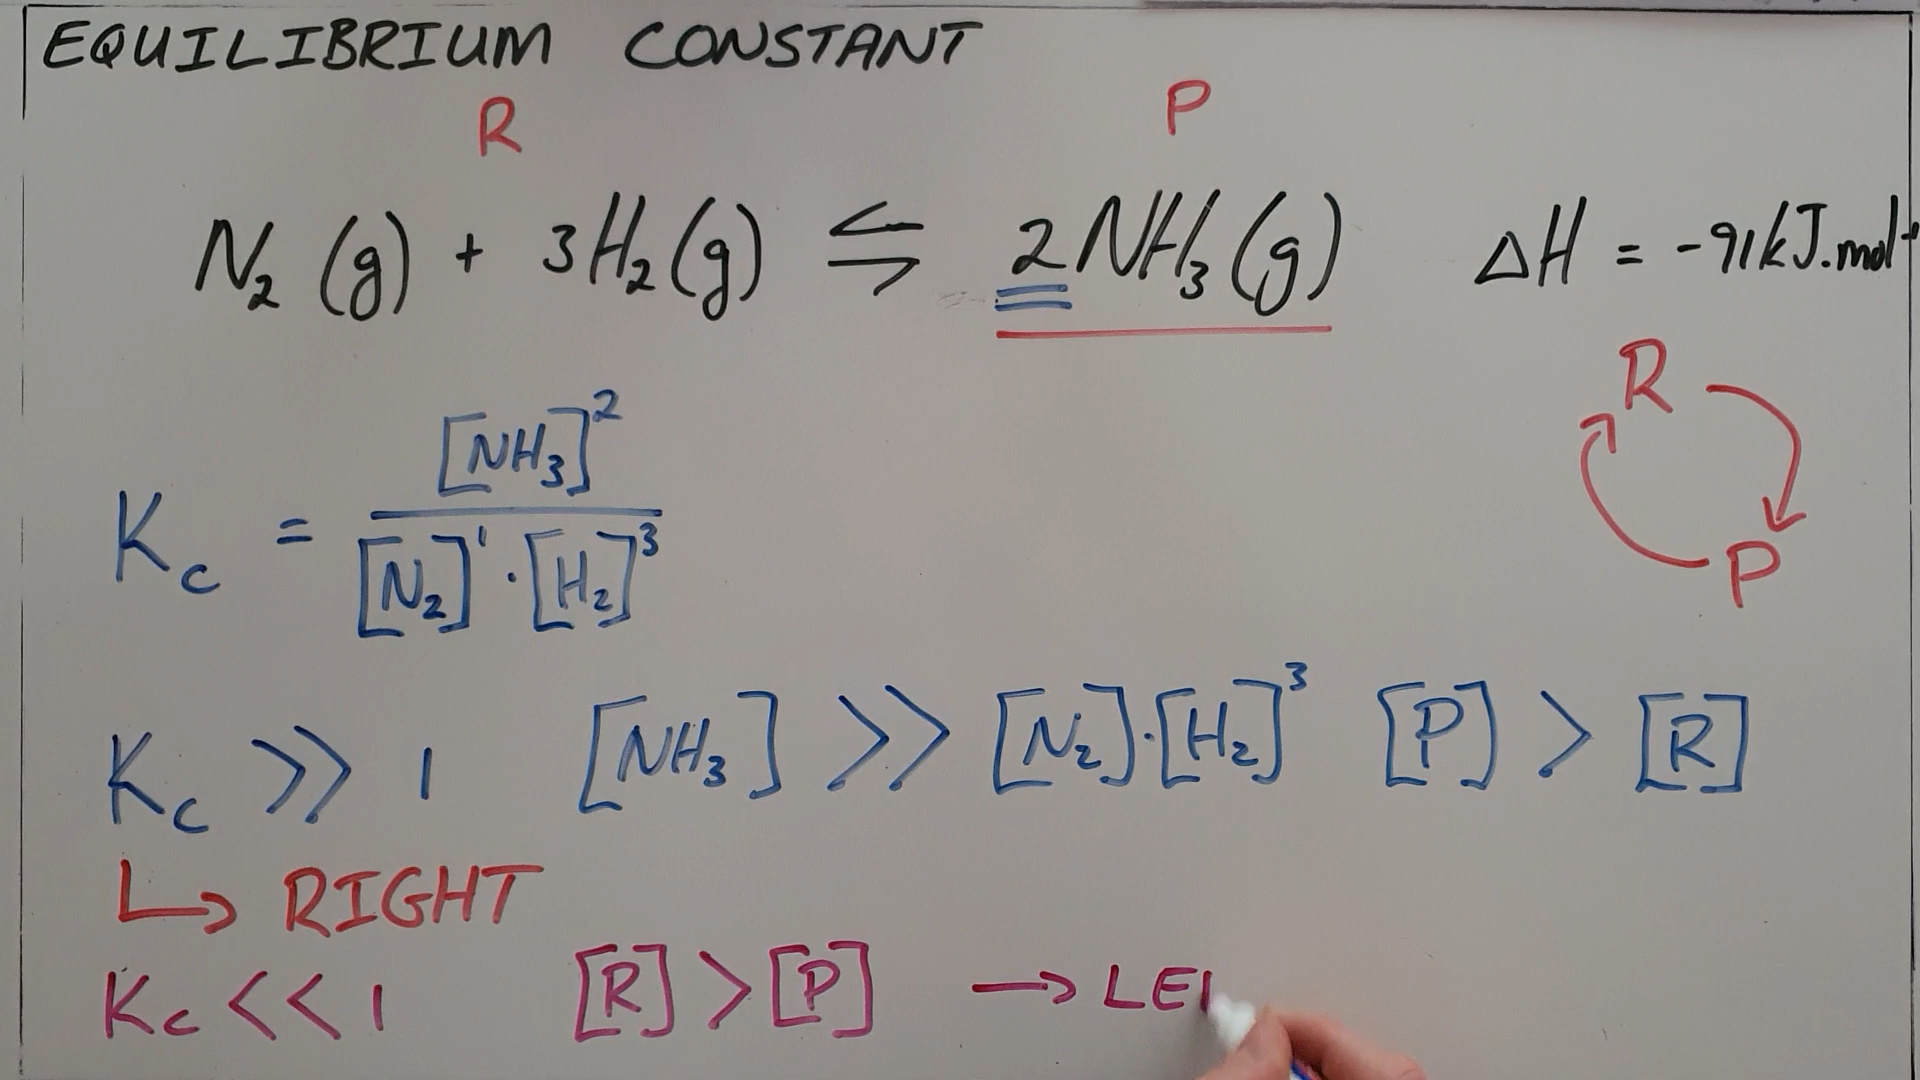 EQUILIBRIUM CONSTANT
R P
N₂ (g) + 3H₂(g) ⇋ 2NH₃(g) ΔH = -91kJ.mol⁻
R
P
Kc = [NH₃]² / [N₂]¹·[H₂]³
Kc >> 1 [NH₃] >> [N₂]·[H₂]³ [P] > [R]
↳ RIGHT
Kc << 1 [R] > [P] → LE